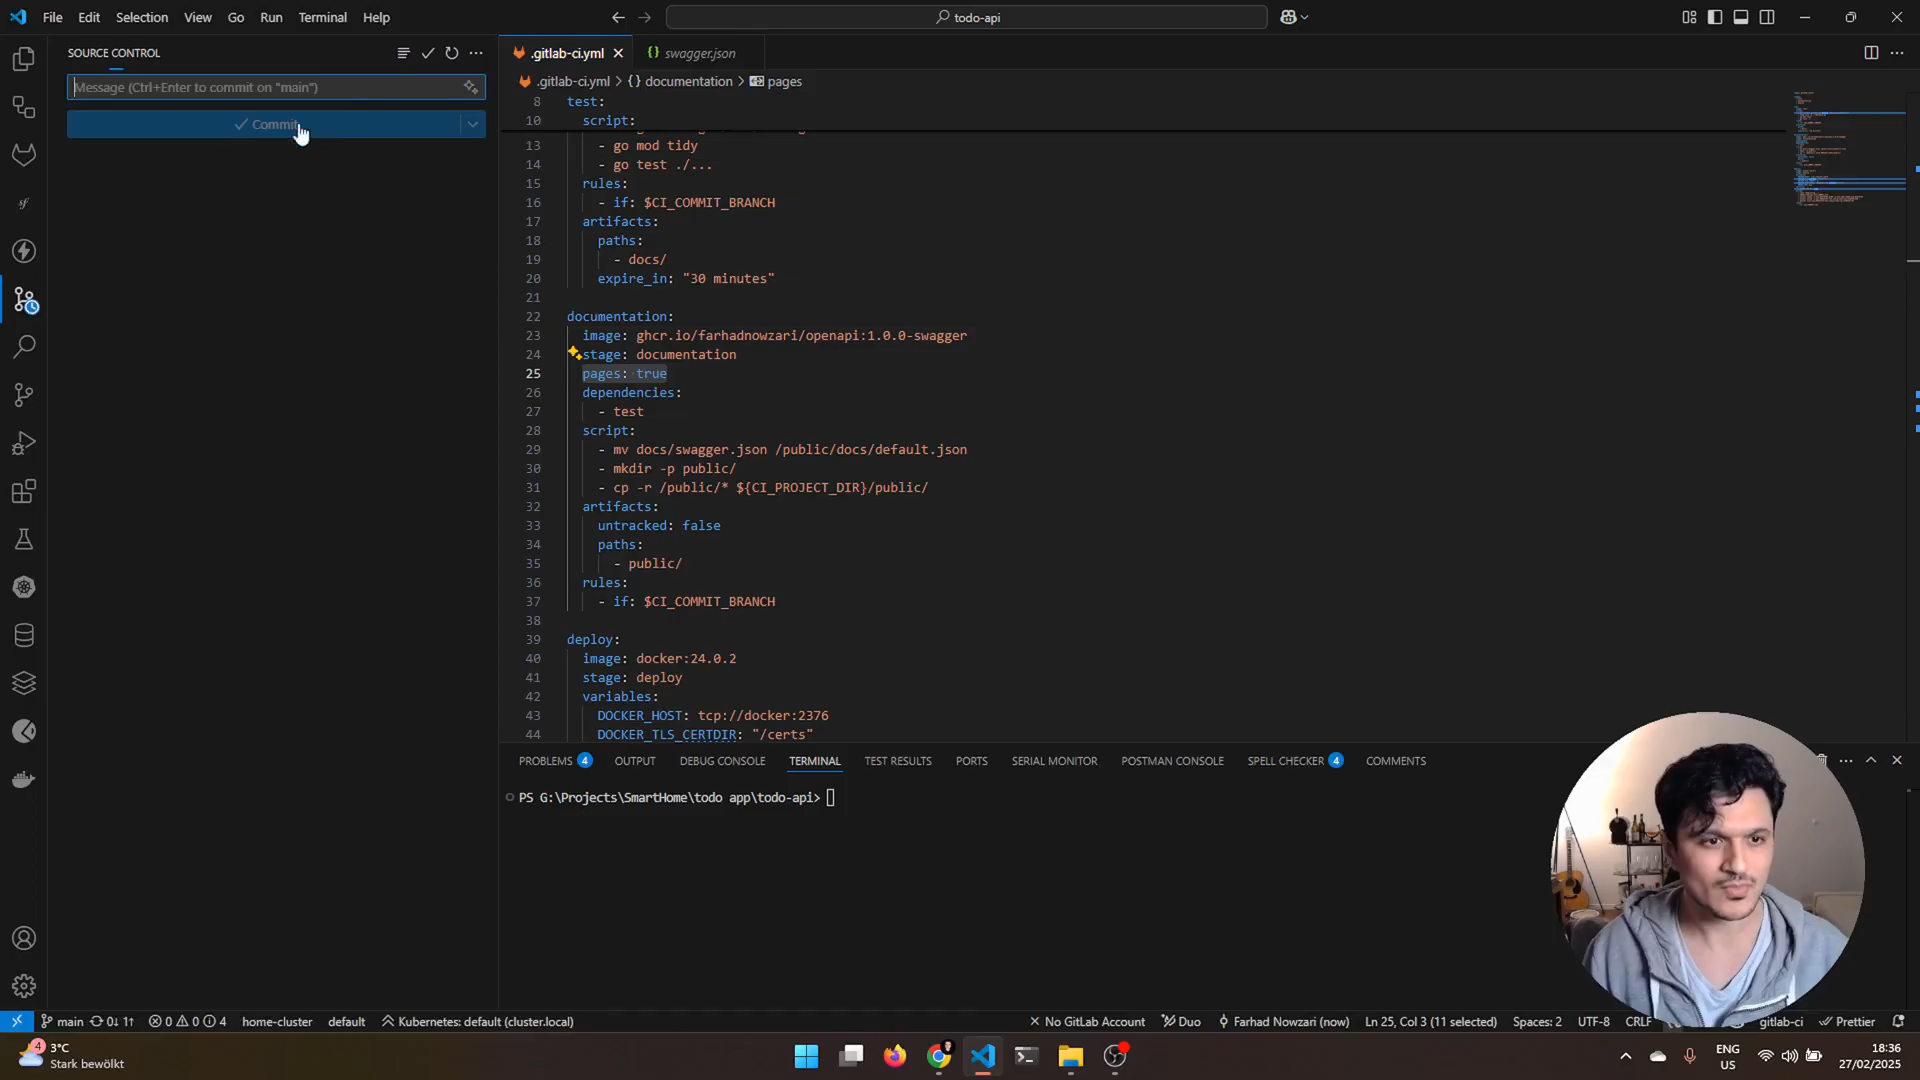 File Edit Selection View Go Run Terminal Help
todo-api
SOURCE CONTROL
Message (Ctrl+Enter to commit on "main")
Commit
.gitlab-ci.yml
swagger.json
.gitlab-ci.yml > {} documentation > pages
8 test:
10 script:
13 - go mod tidy
14 - go test ./...
15 rules:
16 - if: $CI_COMMIT_BRANCH
17 artifacts:
18 paths:
19 - docs/
20 expire_in: "30 minutes"
21
22 documentation:
23 image: ghcr.io/farhadnowzari/openapi:1.0.0-swagger
24 stage: documentation
25 pages: true
26 dependencies:
27 - test
28 script:
29 - mv docs/swagger.json /public/docs/default.json
30 - mkdir -p public/
31 - cp -r /public/* ${CI_PROJECT_DIR}/public/
32 artifacts:
33 untracked: false
34 paths:
35 - public/
36 rules:
37 - if: $CI_COMMIT_BRANCH
38
39 deploy:
40 image: docker:24.0.2
41 stage: deploy
42 variables:
43 DOCKER_HOST: tcp://docker:2376
44 DOCKER_TLS_CERTDIR: "/certs"
PROBLEMS 4 OUTPUT DEBUG CONSOLE TERMINAL TEST RESULTS PORTS SERIAL MONITOR POSTMAN CONSOLE SPELL CHECKER 4 COMMENTS
PS G:\Projects\SmartHome\todo app\todo-api>
main 0↓ 1↑ 0 0 4 home-cluster default Kubernetes: default (cluster.local) No GitLab Account Duo Farhad Nowzari (now) Ln 25, Col 3 (11 selected) Spaces: 2 UTF-8 CRLF gitlab-ci Prettier
4 3°C
Stark bewölkt
ENG
US
18:36
27/02/2025